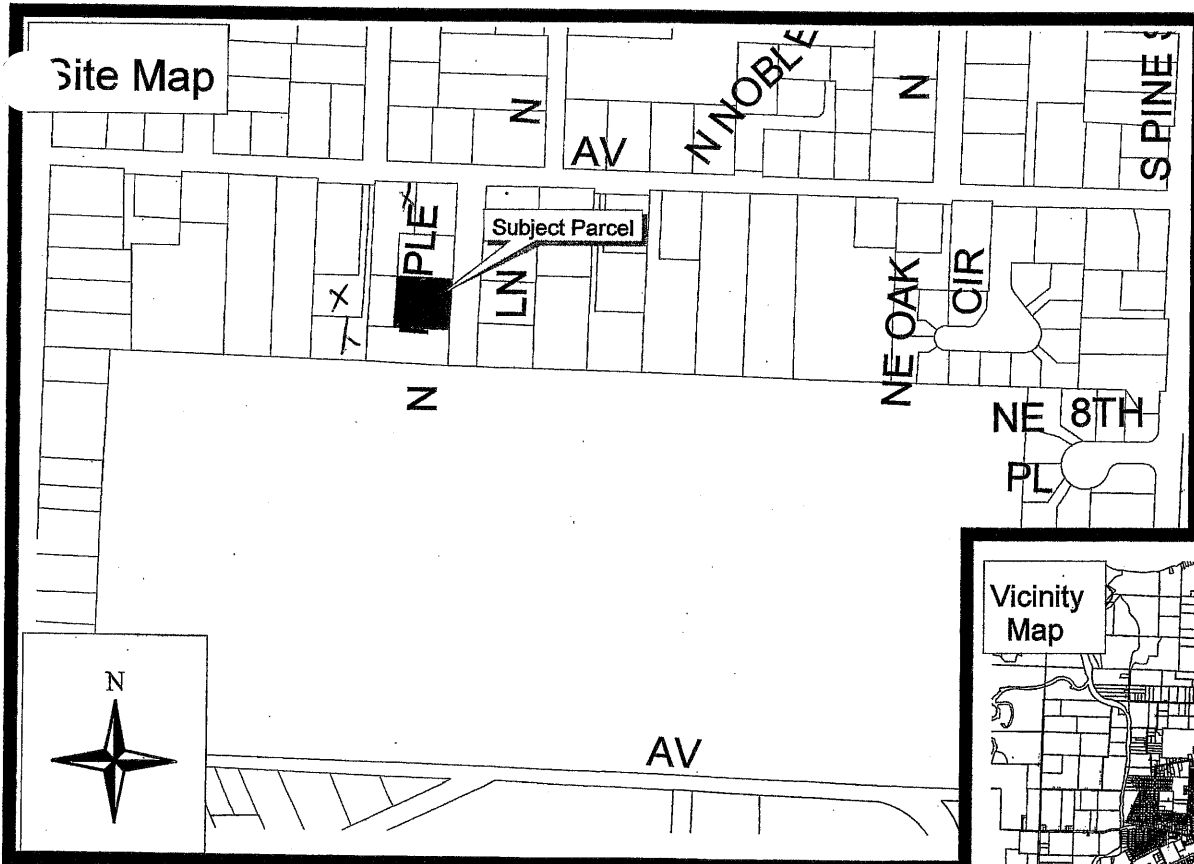 Site Map
N
AV
N NOBLE
N
S PINE S
PLE
Subject Parcel
LN
NE OAK
CIR
N
NE 8TH
PL
Vicinity
Map
N
AV